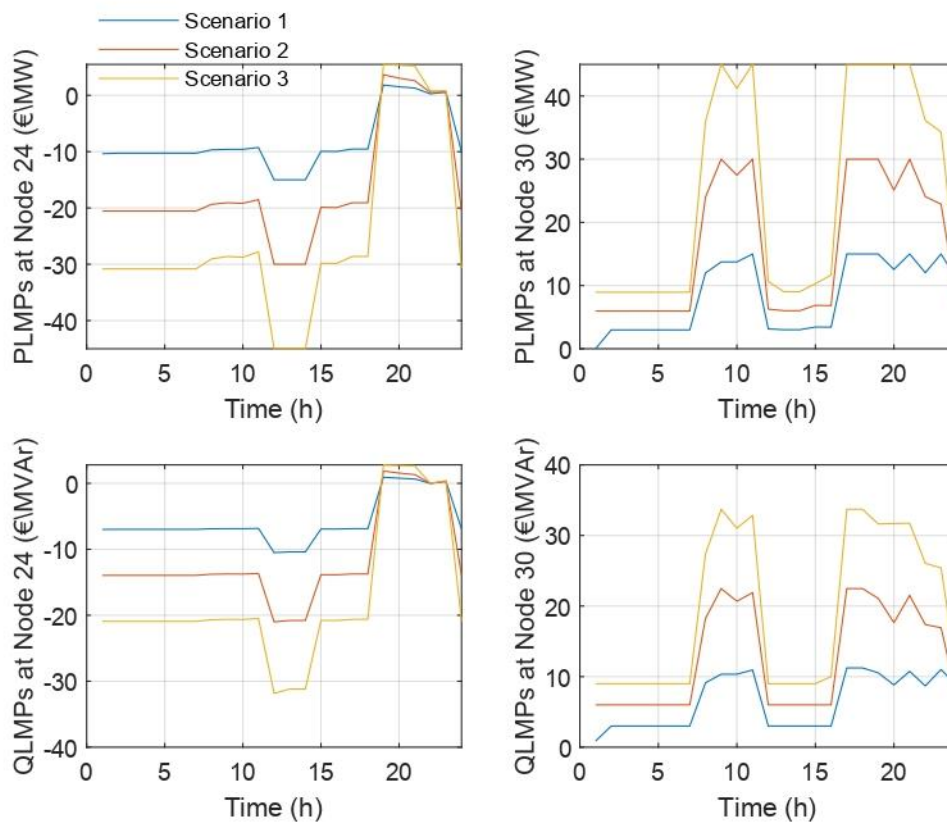 Scenario 1
Scenario 2
Scenario 3
PLMPs at Node 24 (€\MW)
0
-10
-20
-30
-40
0 5 10 15 20
Time (h)
PLMPs at Node 30 (€\MW)
40
30
20
10
0
0 5 10 15 20
Time (h)
QLMPs at Node 24 (€\MVAr)
0
-10
-20
-30
-40
0 5 10 15 20
Time (h)
QLMPs at Node 30 (€\MVAr)
40
30
20
10
0
0 5 10 15 20
Time (h)